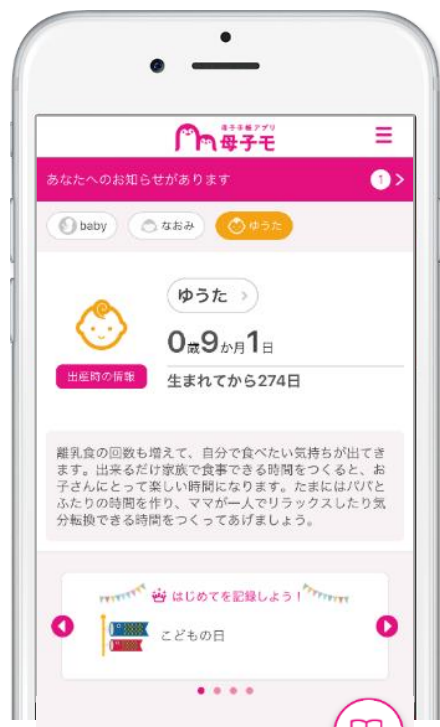 母子手帳アプリ
母子モ
あなたへのお知らせがあります 1
baby なおみ ゆうた
ゆうた
0歳9か月1日
出産時の情報
生まれてから274日
離乳食の回数も増えて、自分で食べたい気持ちが出てき
ます。出来るだけ家族で食事できる時間をつくると、お
子さんにとって楽しい時間になります。たまにはパパと
ふたりの時間を作り、ママが一人でリラックスしたり気
分転換できる時間をつくってあげましょう。
はじめてを記録しよう！
こどもの日